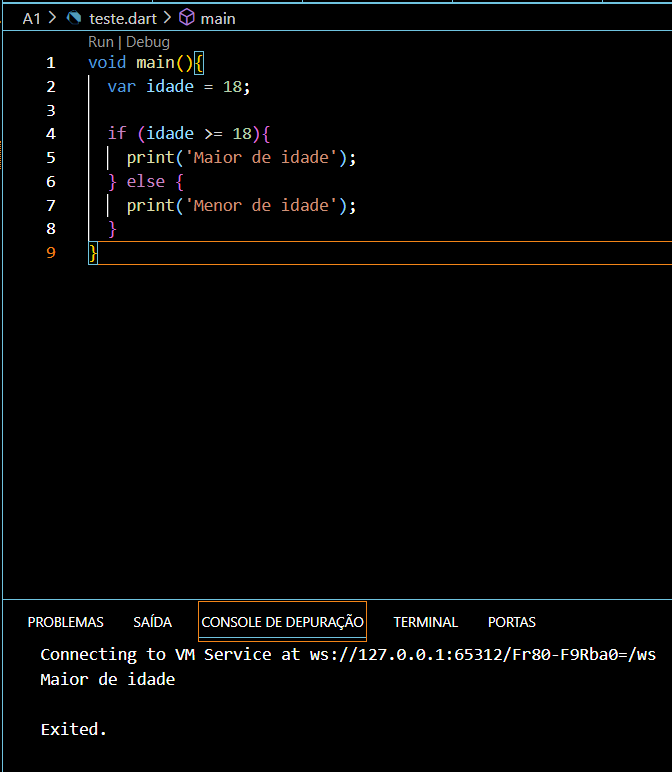 A1 > teste.dart > main
Run | Debug
1 void main(){
2   var idade = 18;
3
4   if (idade >= 18){
5     print('Maior de idade');
6   } else {
7     print('Menor de idade');
8   }
9 }
PROBLEMAS SAÍDA CONSOLE DE DEPURAÇÃO TERMINAL PORTAS
Connecting to VM Service at ws://127.0.0.1:65312/Fr80-F9Rba0=/ws
Maior de idade
Exited.